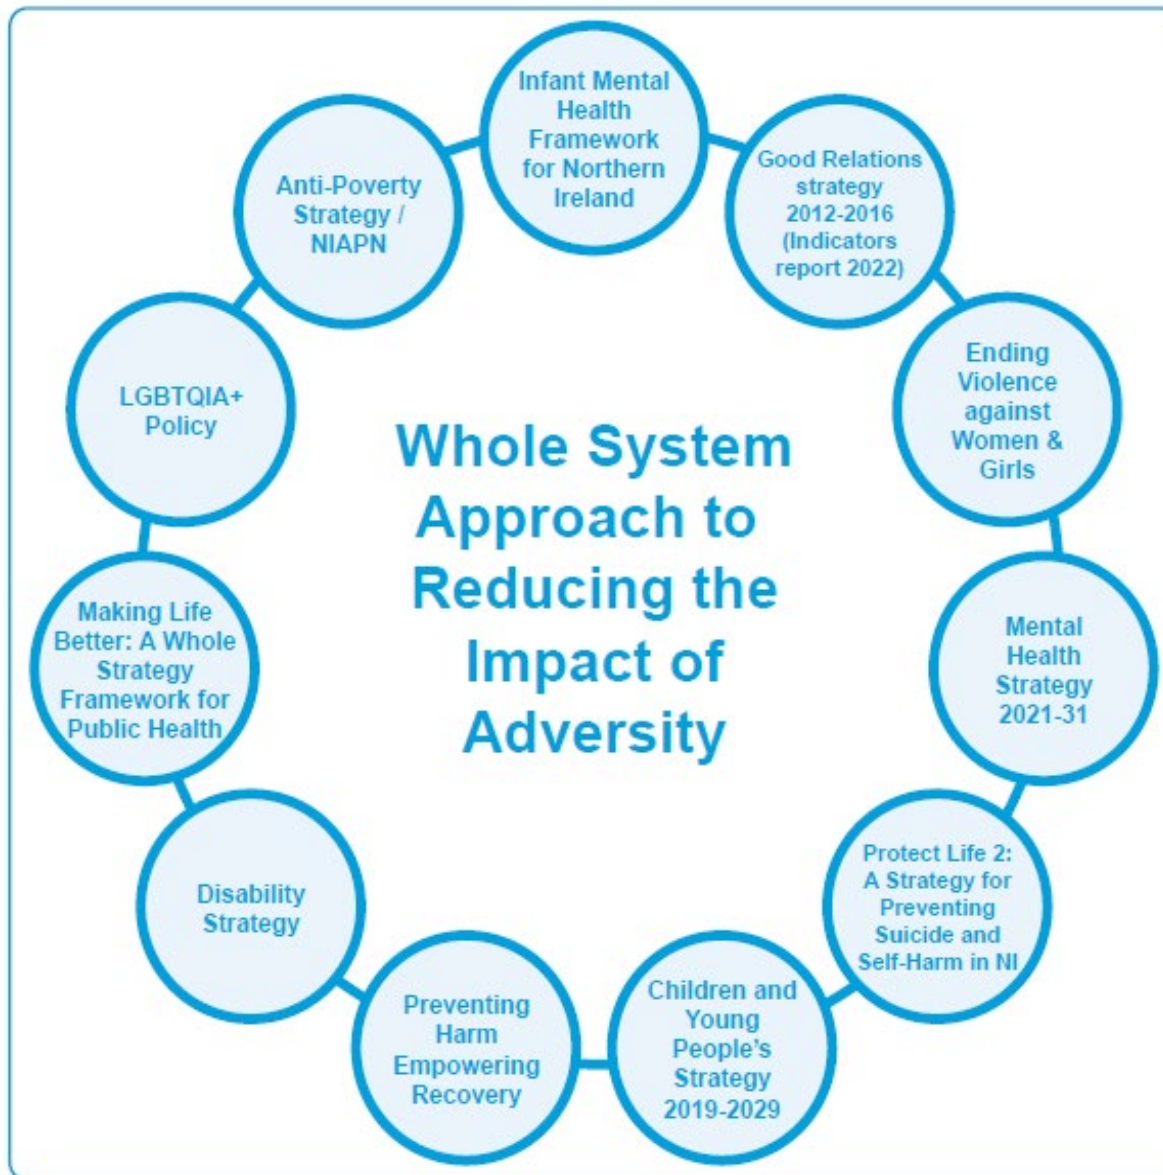 Infant Mental
Health
Framework
for Northern
Ireland
Good Relations
strategy
2012-2016
(Indicators
report 2022)
Ending
Violence
against
Women &
Girls
Mental
Health
Strategy
2021-31
Protect Life 2:
A Strategy for
Preventing
Suicide and
Self-Harm in NI
Children and
Young
People’s
Strategy
2019-2029
Preventing
Harm
Empowering
Recovery
Disability
Strategy
Making Life
Better: A Whole
Strategy
Framework for
Public Health
LGBTQIA+
Policy
Anti-Poverty
Strategy /
NIAPN
Whole System
Approach to
Reducing the
Impact of
Adversity